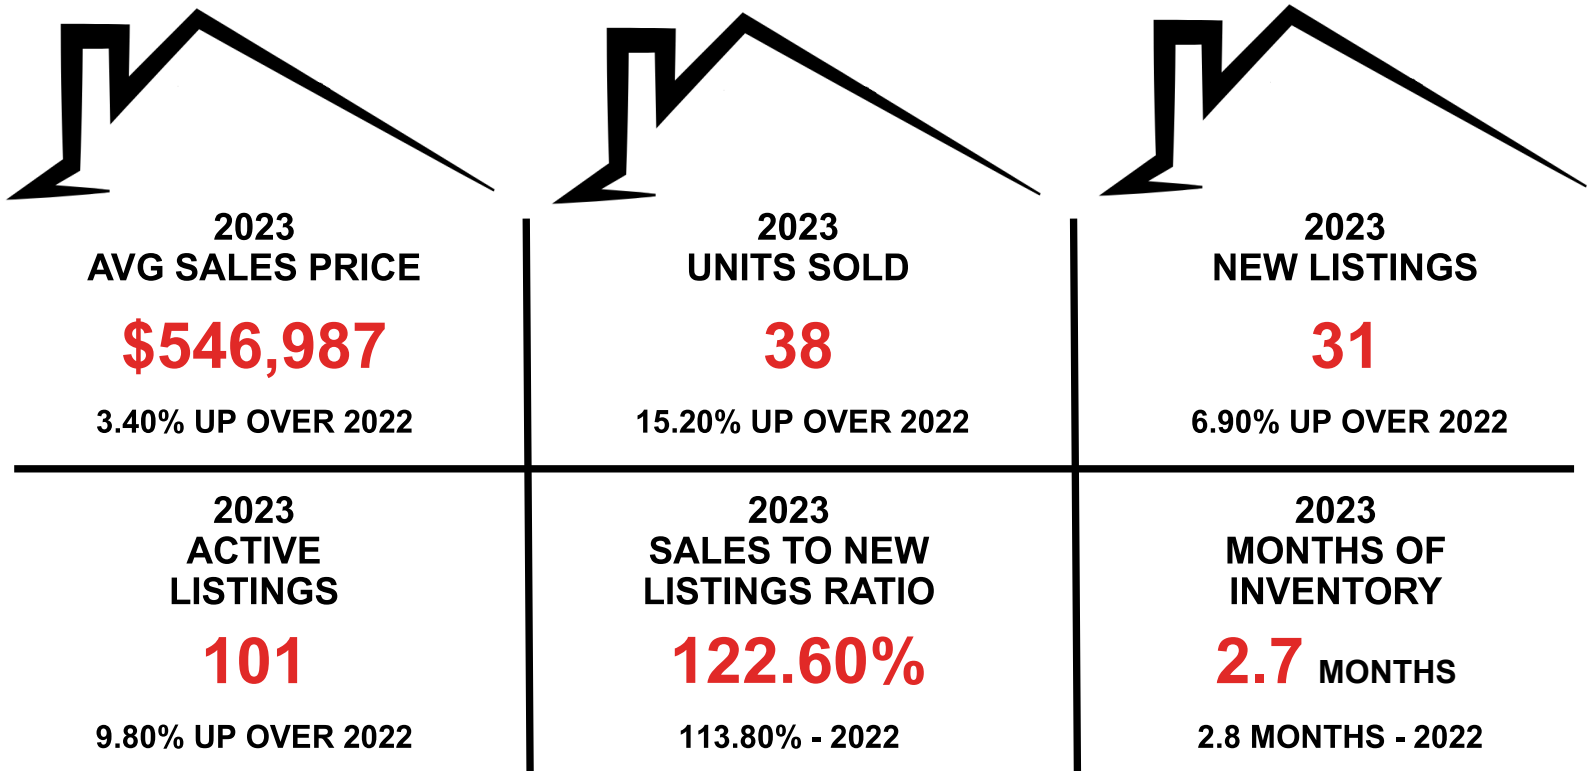 2023
AVG SALES PRICE
$546,987
3.40% UP OVER 2022
2023
UNITS SOLD
38
15.20% UP OVER 2022
2023
NEW LISTINGS
31
6.90% UP OVER 2022
2023
ACTIVE
LISTINGS
101
9.80% UP OVER 2022
2023
SALES TO NEW
LISTINGS RATIO
122.60%
113.80% - 2022
2023
MONTHS OF
INVENTORY
2.7 MONTHS
2.8 MONTHS - 2022